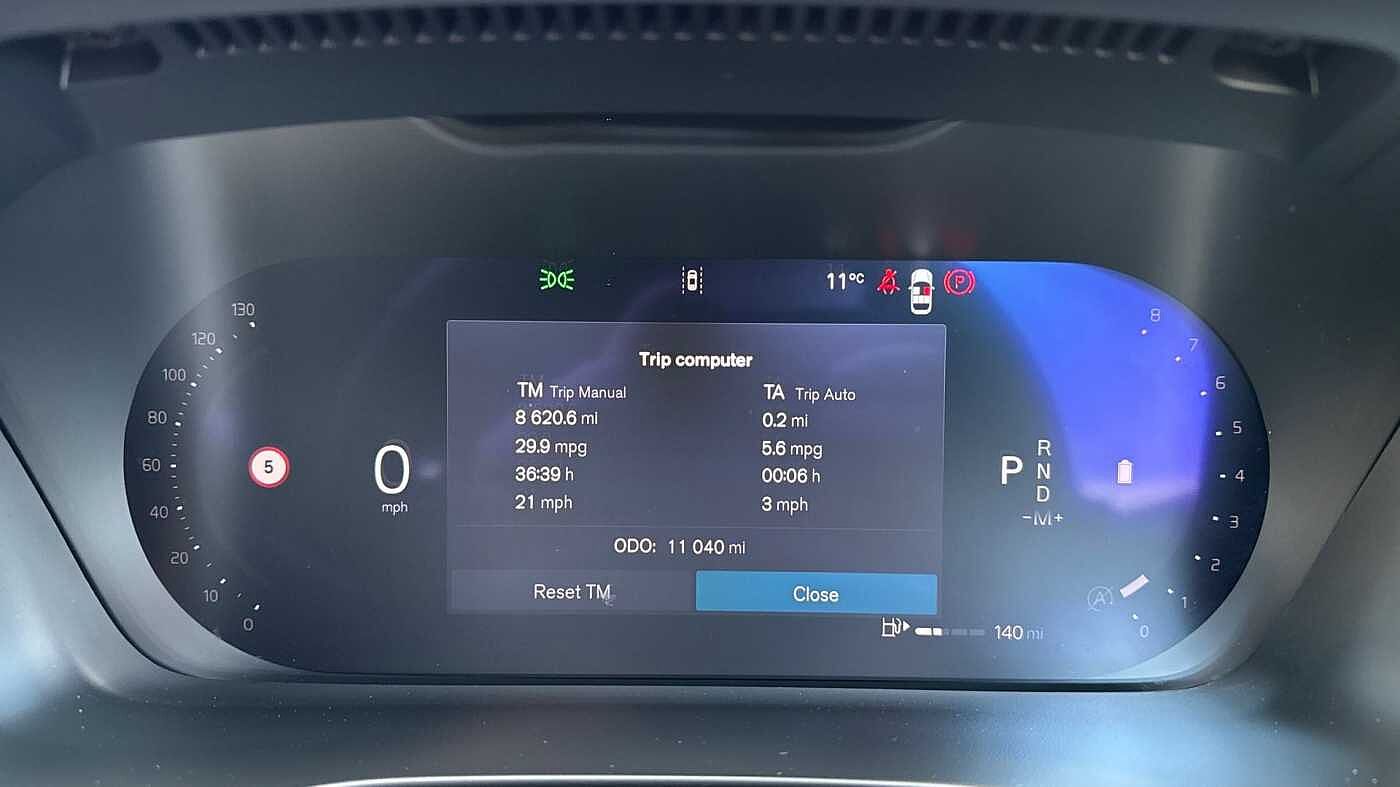 11°C
P
130
120
100
80
60
40
20
10
0
5
0
mph
Trip computer
TM Trip Manual
8 620.6 mi
29.9 mpg
36:39 h
21 mph
TA Trip Auto
0.2 mi
5.6 mpg
00:06 h
3 mph
ODO: 11 040 mi
Reset TM
Close
P
R
N
D
-M+
8
7
6
5
4
3
2
1
0
A
140 mi